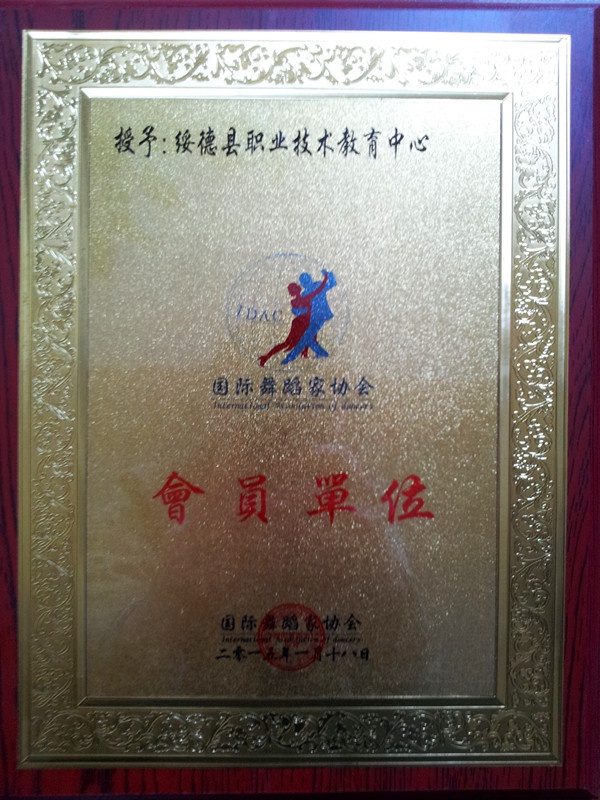 授予:绥德县职业技术教育中心
IDAC
国际舞蹈家协会
會員單位
国际舞蹈家协会
二零一五年一月十八日